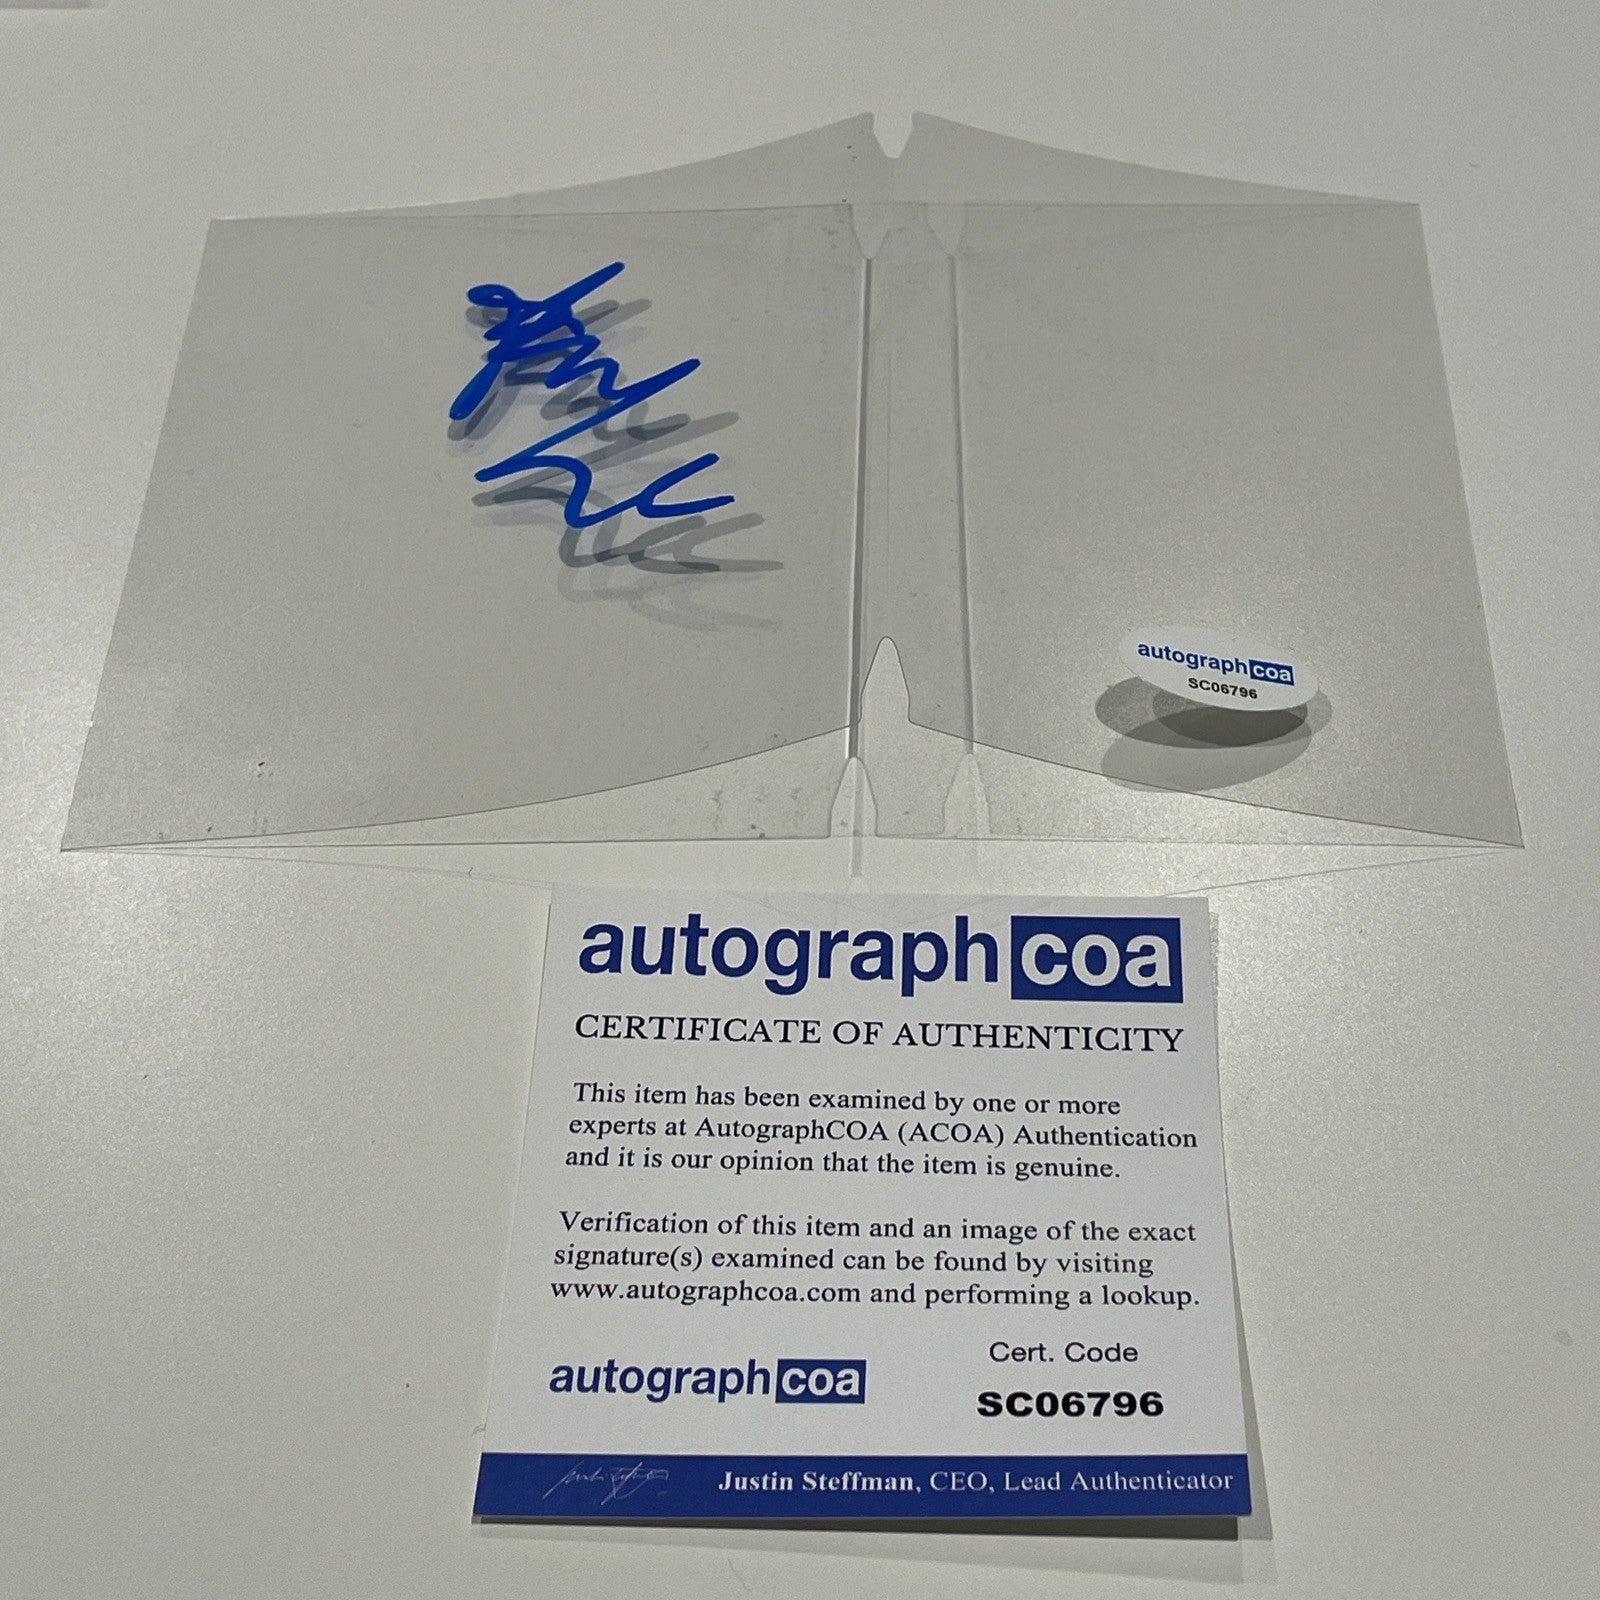 autographcoa
SC06796
autographcoa
CERTIFICATE OF AUTHENTICITY
This item has been examined by one or more
experts at AutographCOA (ACOA) Authentication
and it is our opinion that the item is genuine.
Verification of this item and an image of the exact
signature(s) examined can be found by visiting
www.autographcoa.com and performing a lookup.
Cert. Code
autographcoa SC06796
Justin Steffman, CEO, Lead Authenticator